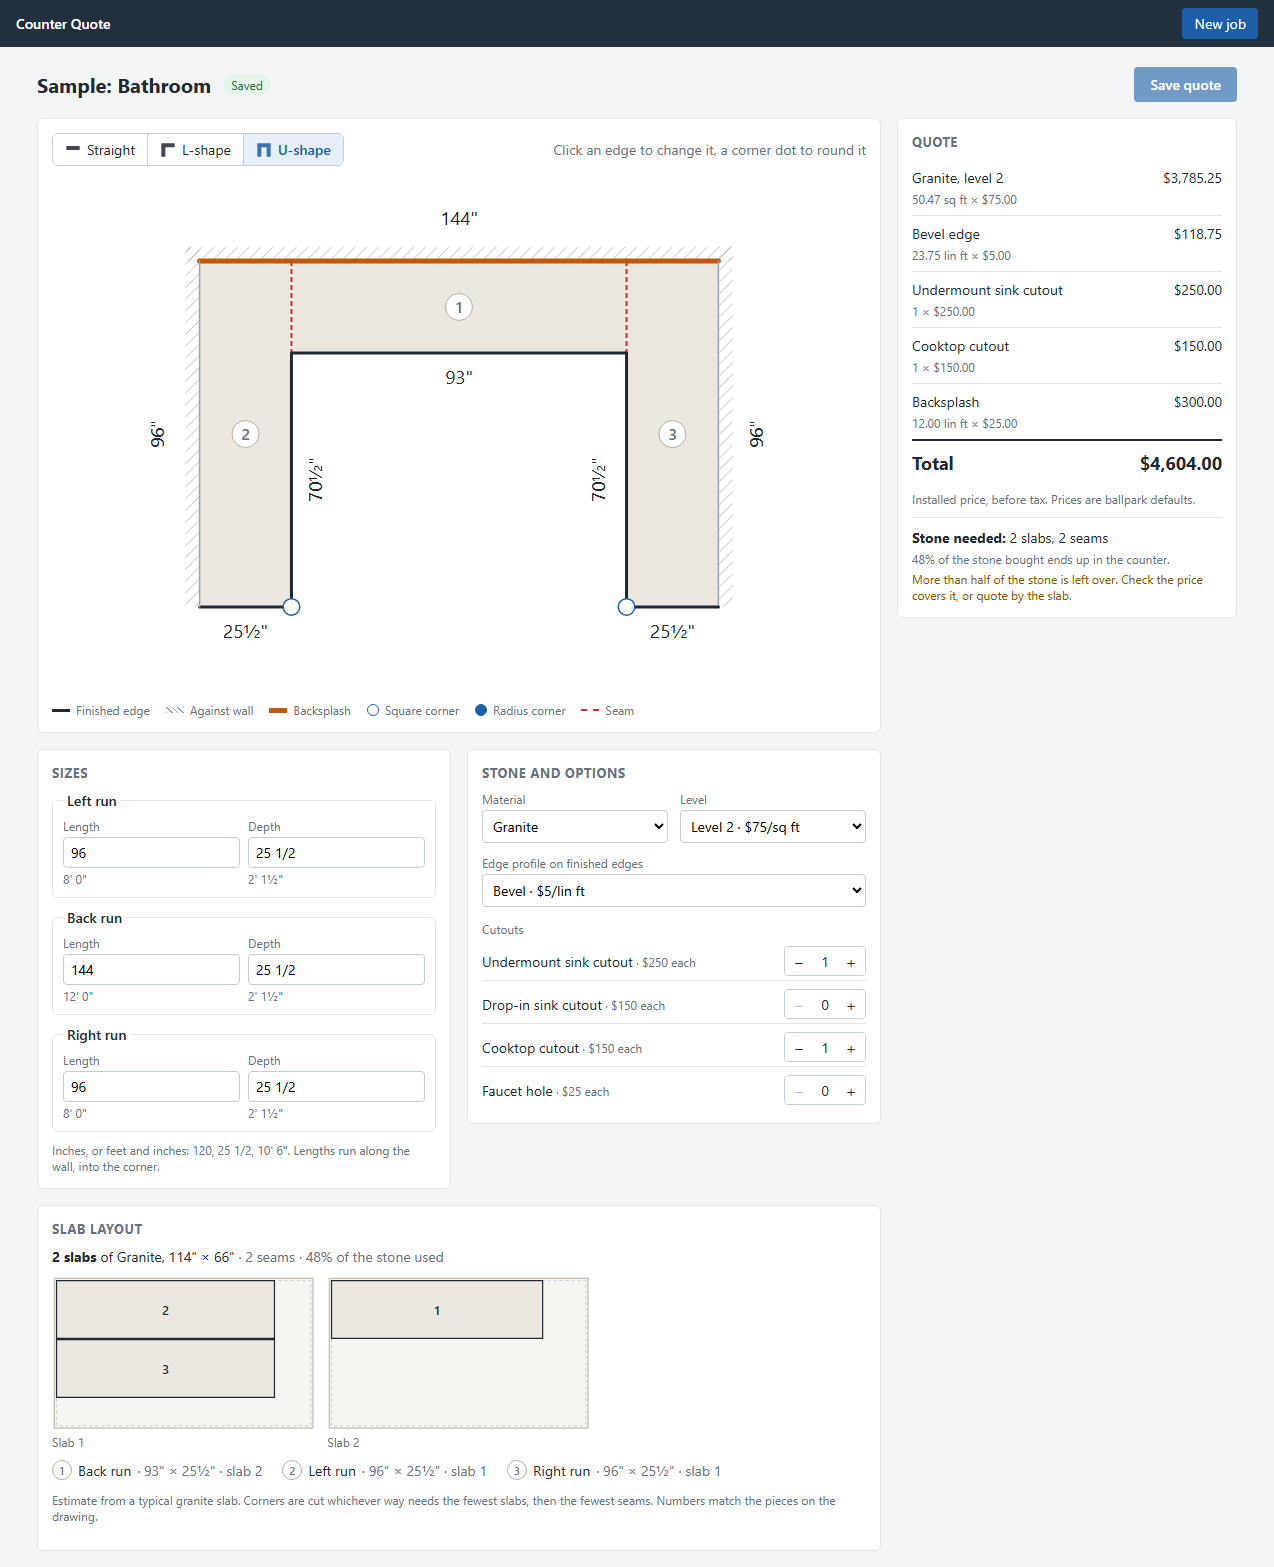 Counter Quote
New job
Sample: Bathroom
Saved
Save quote
Straight
L-shape
U-shape
Click an edge to change it, a corner dot to round it
144"
1
93"
96"
2
70½"
70½"
3
96"
25½"
25½"
Finished edge
Against wall
Backsplash
Square corner
Radius corner
Seam
QUOTE
Granite, level 2
$3,785.25
50.47 sq ft × $75.00
Bevel edge
$118.75
23.75 lin ft × $5.00
Undermount sink cutout
$250.00
1 × $250.00
Cooktop cutout
$150.00
1 × $150.00
Backsplash
$300.00
12.00 lin ft × $25.00
Total
$4,604.00
Installed price, before tax. Prices are ballpark defaults.
Stone needed: 2 slabs, 2 seams
48% of the stone bought ends up in the counter.
More than half of the stone is left over. Check the price
covers it, or quote by the slab.
SIZES
Left run
Length
Depth
96
25 1/2
8' 0"
2' 1½"
Back run
Length
Depth
144
25 1/2
12' 0"
2' 1½"
Right run
Length
Depth
96
25 1/2
8' 0"
2' 1½"
Inches, or feet and inches: 120, 25 1/2, 10' 6". Lengths run along the
wall, into the corner.
STONE AND OPTIONS
Material
Level
Granite
Level 2 · $75/sq ft
Edge profile on finished edges
Bevel · $5/lin ft
Cutouts
Undermount sink cutout · $250 each
− 1 +
Drop-in sink cutout · $150 each
− 0 +
Cooktop cutout · $150 each
− 1 +
Faucet hole · $25 each
− 0 +
SLAB LAYOUT
2 slabs of Granite, 114" × 66" · 2 seams · 48% of the stone used
2
3
1
Slab 1
Slab 2
1 Back run · 93" × 25½" · slab 2
2 Left run · 96" × 25½" · slab 1
3 Right run · 96" × 25½" · slab 1
Estimate from a typical granite slab. Corners are cut whichever way needs the fewest slabs, then the fewest seams. Numbers match the pieces on the
drawing.